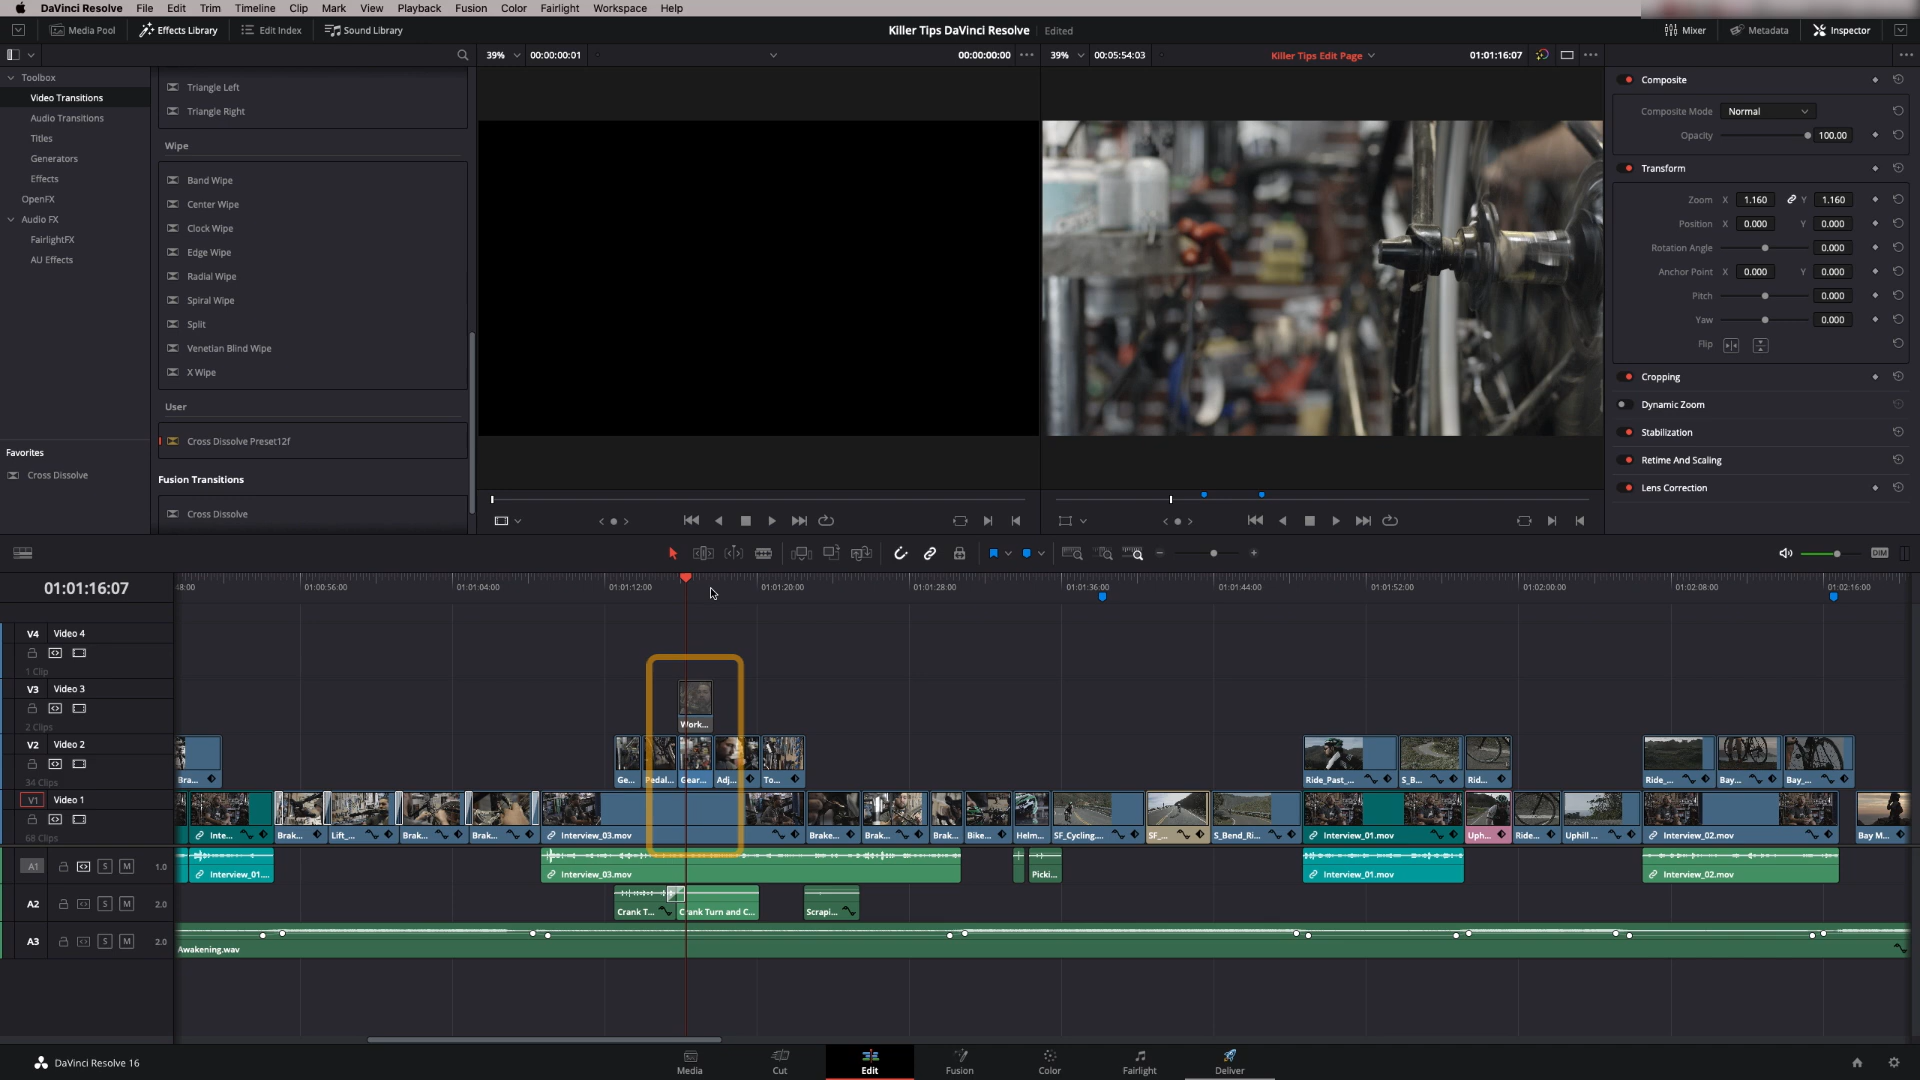 DaVinci Resolve File Edit Trim Timeline Clip Mark View Playback Fusion Color Fairlight Workspace Help
Media Pool Effects Library Edit Index Sound Library Killer Tips DaVinci Resolve Edited Mixer Metadata Inspector
39% 00:00:00:01 00:00:00:00 39% 00:05:54:03 Killer Tips Edit Page 01:01:16:07
Toolbox
Video Transitions
Audio Transitions
Titles
Generators
Effects
OpenFX
Audio FX
FairlightFX
AU Effects
Favorites
Cross Dissolve
Triangle Left
Triangle Right
Wipe
Band Wipe
Center Wipe
Clock Wipe
Edge Wipe
Radial Wipe
Spiral Wipe
Split
Venetian Blind Wipe
X Wipe
User
Cross Dissolve Preset12f
Fusion Transitions
Cross Dissolve
Composite
Composite Mode Normal
Opacity 100.00
Transform
Zoom X 1.160 Y 1.160
Position X 0.000 Y 0.000
Rotation Angle 0.000
Anchor Point X 0.000 Y 0.000
Pitch 0.000
Yaw 0.000
Flip
Cropping
Dynamic Zoom
Stabilization
Retime And Scaling
Lens Correction
DIM
01:01:16:07 48:00 01:00:56:00 01:01:04:00 01:01:12:00 01:01:20:00 01:01:28:00 01:01:36:00 01:01:44:00 01:01:52:00 01:02:00:00 01:02:08:00 01:02:16:00
V4 Video 4
1 Clip
V3 Video 3
2 Clips
Work...
V2 Video 2
34 Clips
Bra... Ge... Pedal... Gear... Adj... To... Ride_Past_... S_B... Rid... Ride_... Bay... Bay_...
V1 Video 1
68 Clips
Inte... Brak... Lift_... Brak... Brak... Interview_03.mov Brake... Brak... Brak... Bike... Helm... SF_Cycling.... SF_... S_Bend_Ri... Interview_01.mov Uph... Ride... Uphill ... Interview_02.mov Bay M...
A1 S M 1.0 Interview_01.... Interview_03.mov Picki... Interview_01.mov Interview_02.mov
A2 S M 2.0 Crank T... Crank Turn and C... Scrapi...
A3 S M 2.0 Awakening.wav
DaVinci Resolve 16 Media Cut Edit Fusion Color Fairlight Deliver